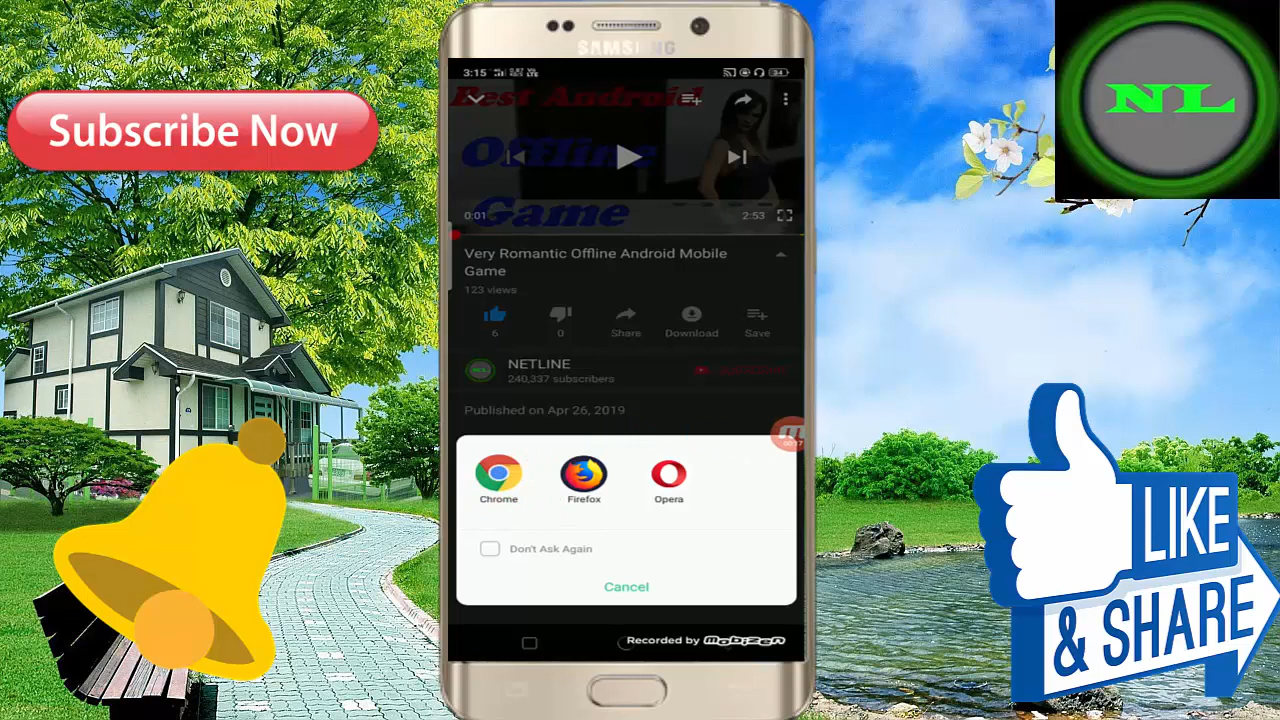 Subscribe Now
SAMSUNG
3:15
34
Best Android
Offline
Game
0:01
2:53
Very Romantic Offline Android Mobile
Game
123 views
6
0
Share
Download
Save
NETLINE
240,337 subscribers
Published on Apr 26, 2019
Chrome
Firefox
Opera
Don't Ask Again
Cancel
Recorded by mobizen
NL
LIKE
& SHARE